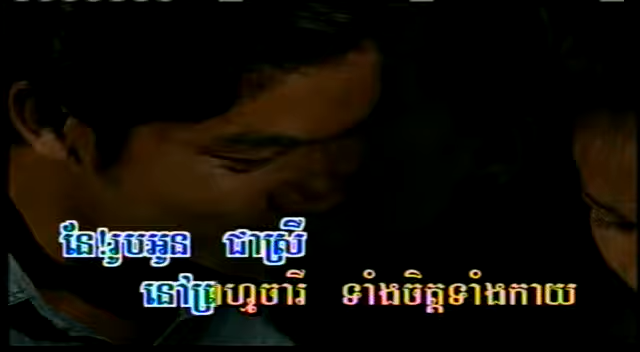 នែ!រូបអូន ជាស្រី
នៅព្រហ្មចារី ទាំងចិត្តទាំងកាយ